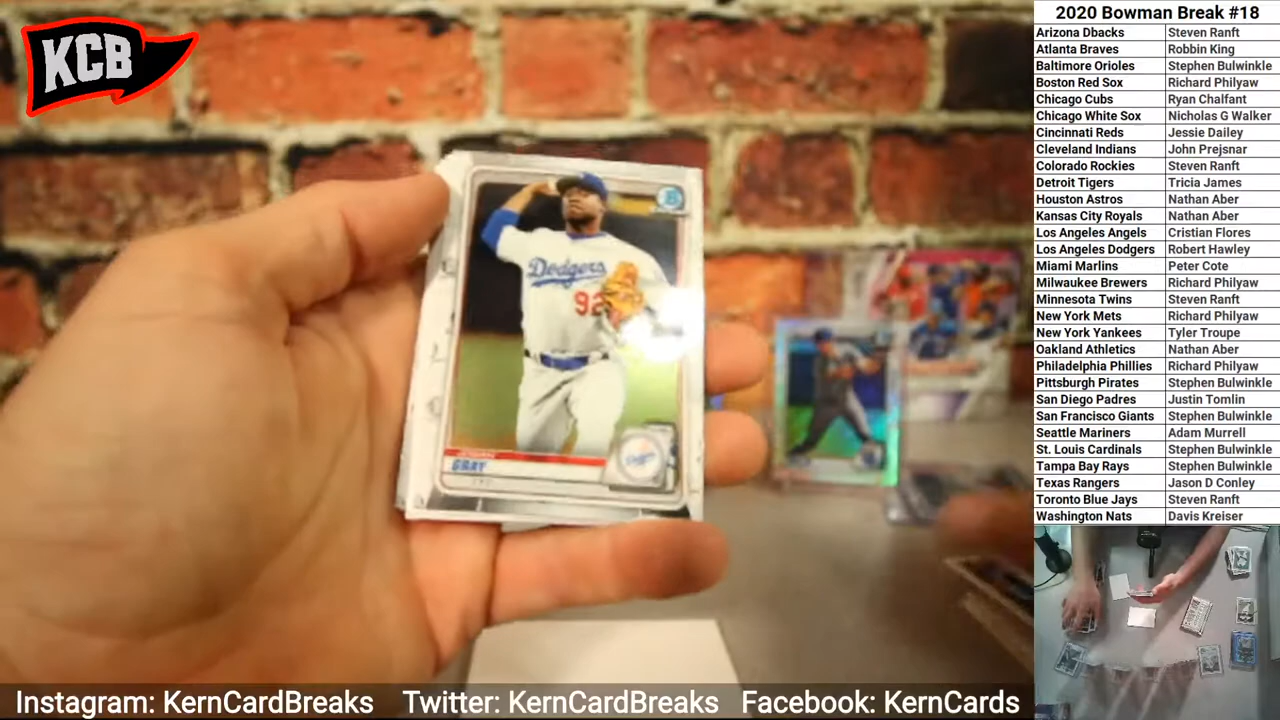 KCB
Dodgers
92
GRAY
2020 Bowman Break #18
Arizona Dbacks Steven Ranft
Atlanta Braves Robbin King
Baltimore Orioles Stephen Bulwinkle
Boston Red Sox Richard Philyaw
Chicago Cubs Ryan Chalfant
Chicago White Sox Nicholas G Walker
Cincinnati Reds Jessie Dailey
Cleveland Indians John Prejsnar
Colorado Rockies Steven Ranft
Detroit Tigers Tricia James
Houston Astros Nathan Aber
Kansas City Royals Nathan Aber
Los Angeles Angels Cristian Flores
Los Angeles Dodgers Robert Hawley
Miami Marlins Peter Cote
Milwaukee Brewers Richard Philyaw
Minnesota Twins Steven Ranft
New York Mets Richard Philyaw
New York Yankees Tyler Troupe
Oakland Athletics Nathan Aber
Philadelphia Phillies Richard Philyaw
Pittsburgh Pirates Stephen Bulwinkle
San Diego Padres Justin Tomlin
San Francisco Giants Stephen Bulwinkle
Seattle Mariners Adam Murrell
St. Louis Cardinals Stephen Bulwinkle
Tampa Bay Rays Stephen Bulwinkle
Texas Rangers Jason D Conley
Toronto Blue Jays Steven Ranft
Washington Nats Davis Kreiser
Instagram: KernCardBreaks Twitter: KernCardBreaks Facebook: KernCards